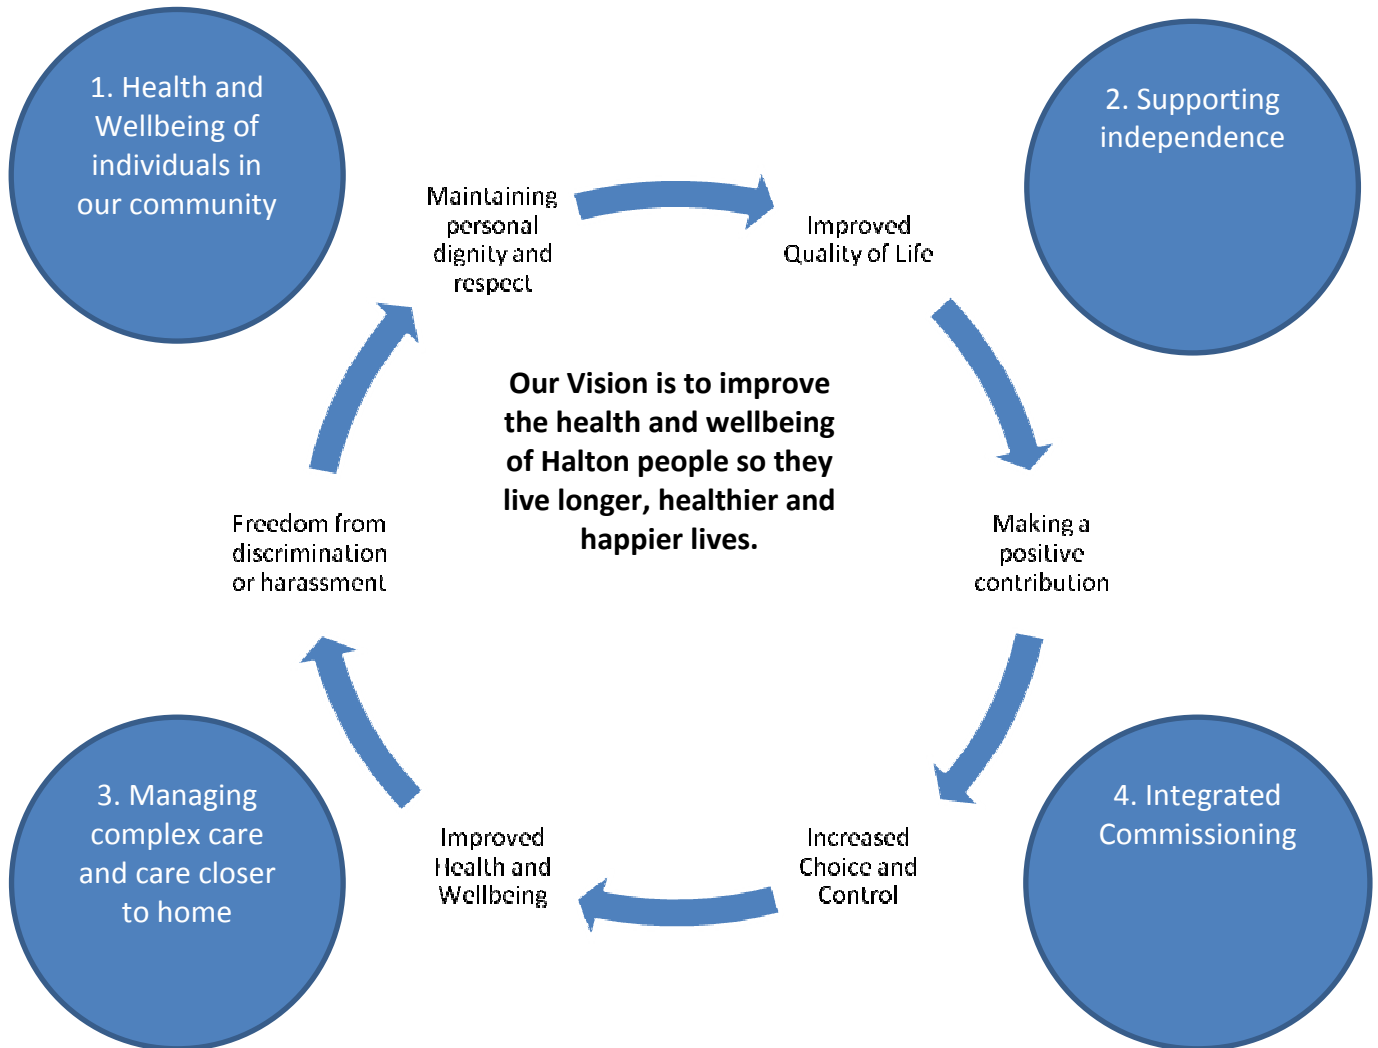 1. Health and
Wellbeing of
individuals in
our community
2. Supporting
independence
Maintaining
personal
dignity and
respect
Improved
Quality of Life
Our Vision is to improve
the health and wellbeing
of Halton people so they
live longer, healthier and
happier lives.
Freedom from
discrimination
or harassment
Making a
positive
contribution
3. Managing
complex care
and care closer
to home
Improved
Health and
Wellbeing
Increased
Choice and
Control
4. Integrated
Commissioning